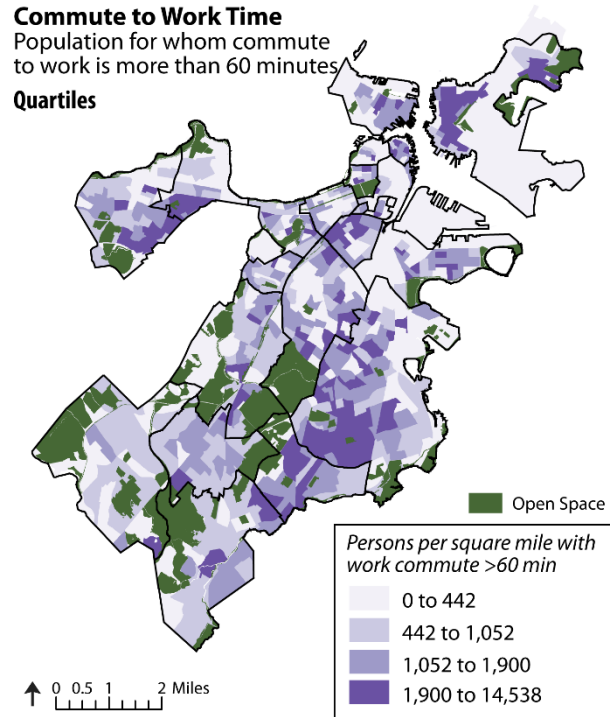 Commute to Work Time
Population for whom commute
to work is more than 60 minutes
Quartiles
Open Space
Persons per square mile with
work commute >60 min
0 to 442
442 to 1,052
1,052 to 1,900
1,900 to 14,538
0 0.5 1 2 Miles